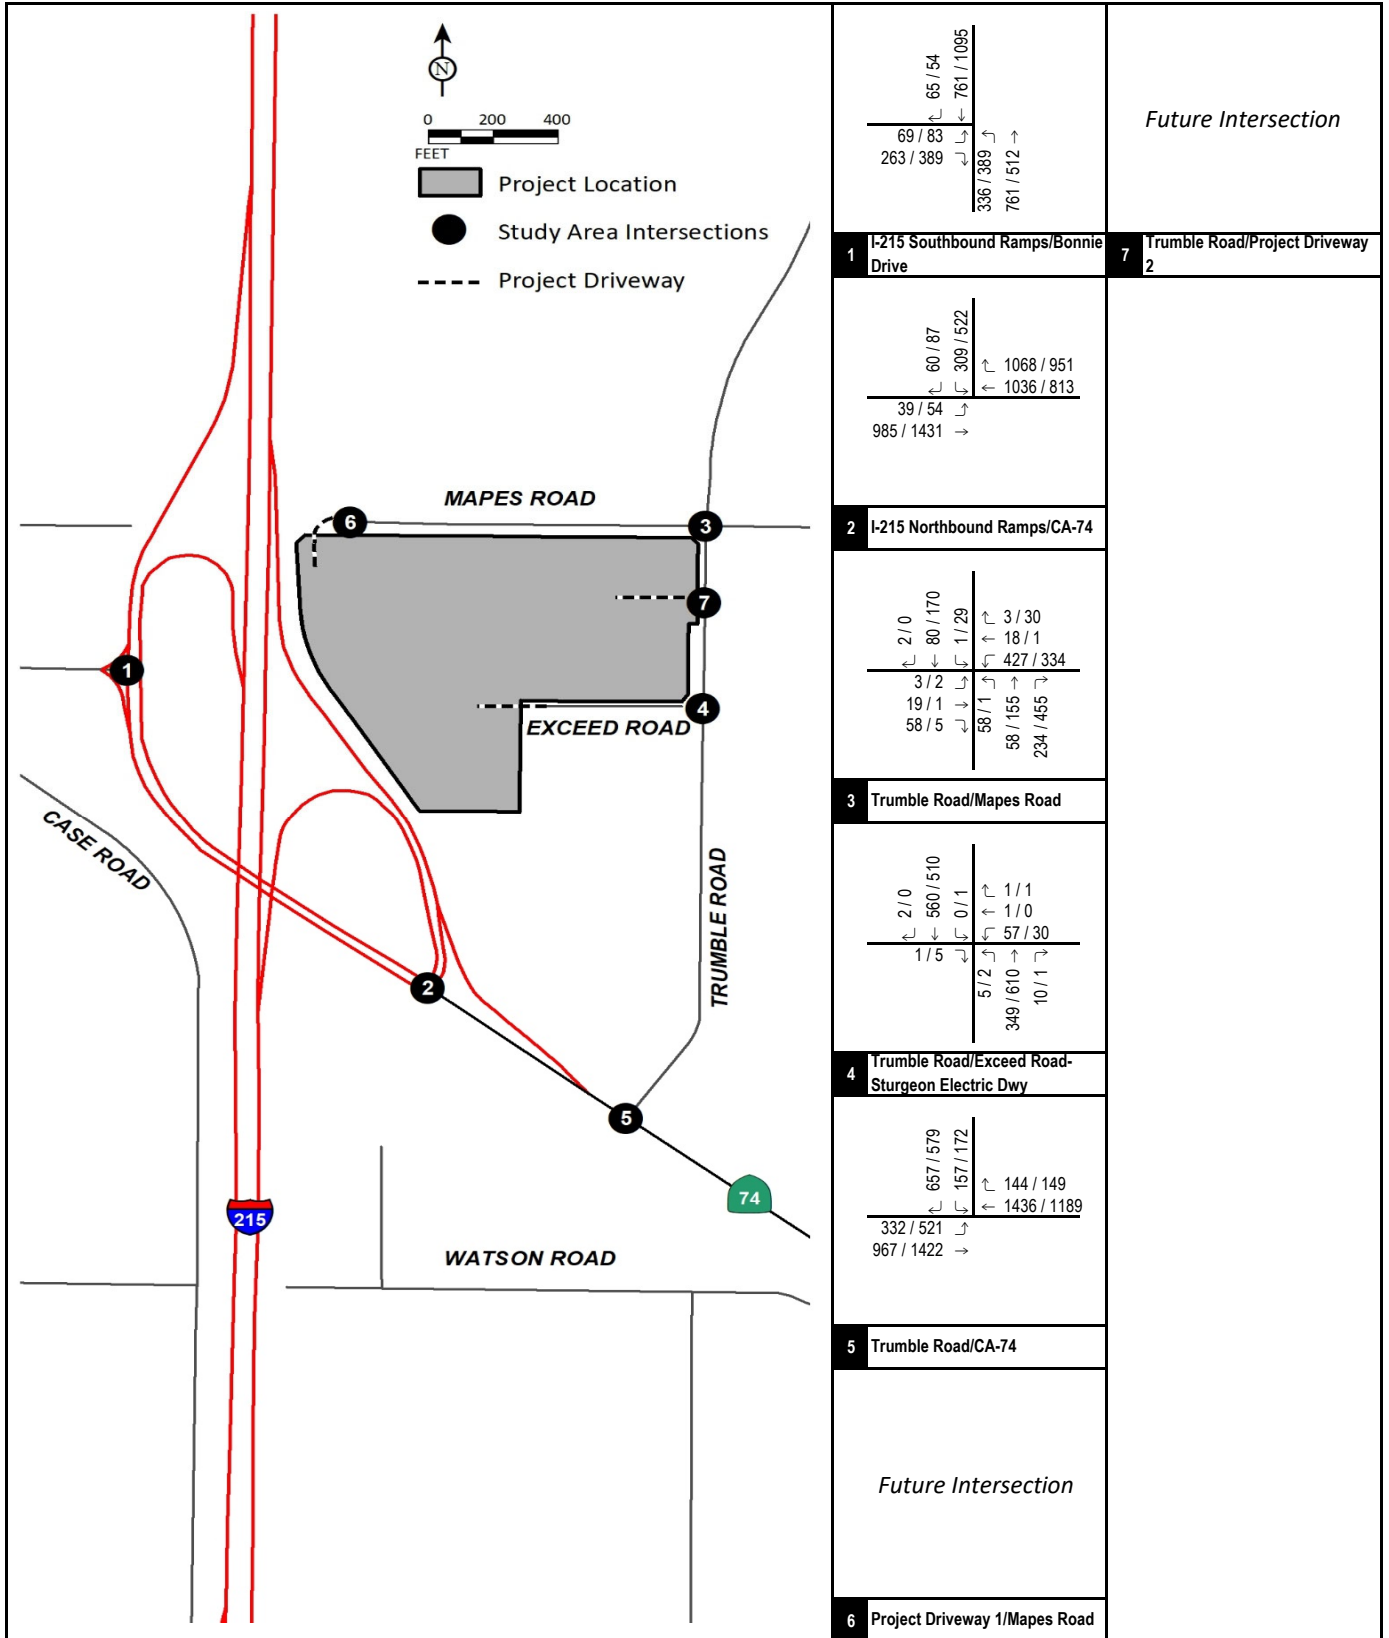 N
0 200 400
FEET
Project Location
Study Area Intersections
Project Driveway
MAPES ROAD
6
3
7
1
4
EXCEED ROAD
CASE ROAD
TRUMBLE ROAD
2
5
74
215
WATSON ROAD
65 / 54
761 / 1095
69 / 83
263 / 389
336 / 389
761 / 512
1 I-215 Southbound Ramps/Bonnie
Drive
60 / 87
309 / 522
1068 / 951
1036 / 813
39 / 54
985 / 1431
2 I-215 Northbound Ramps/CA-74
2 / 0
80 / 170
1 / 29
3 / 30
18 / 1
427 / 334
3 / 2
19 / 1
58 / 5
58 / 1
58 / 155
234 / 455
3 Trumble Road/Mapes Road
2 / 0
560 / 510
0 / 1
1 / 1
1 / 0
57 / 30
1 / 5
5 / 2
349 / 610
10 / 1
4 Trumble Road/Exceed Road-
Sturgeon Electric Dwy
657 / 579
157 / 172
144 / 149
1436 / 1189
332 / 521
967 / 1422
5 Trumble Road/CA-74
Future Intersection
6 Project Driveway 1/Mapes Road
Future Intersection
7 Trumble Road/Project Driveway
2